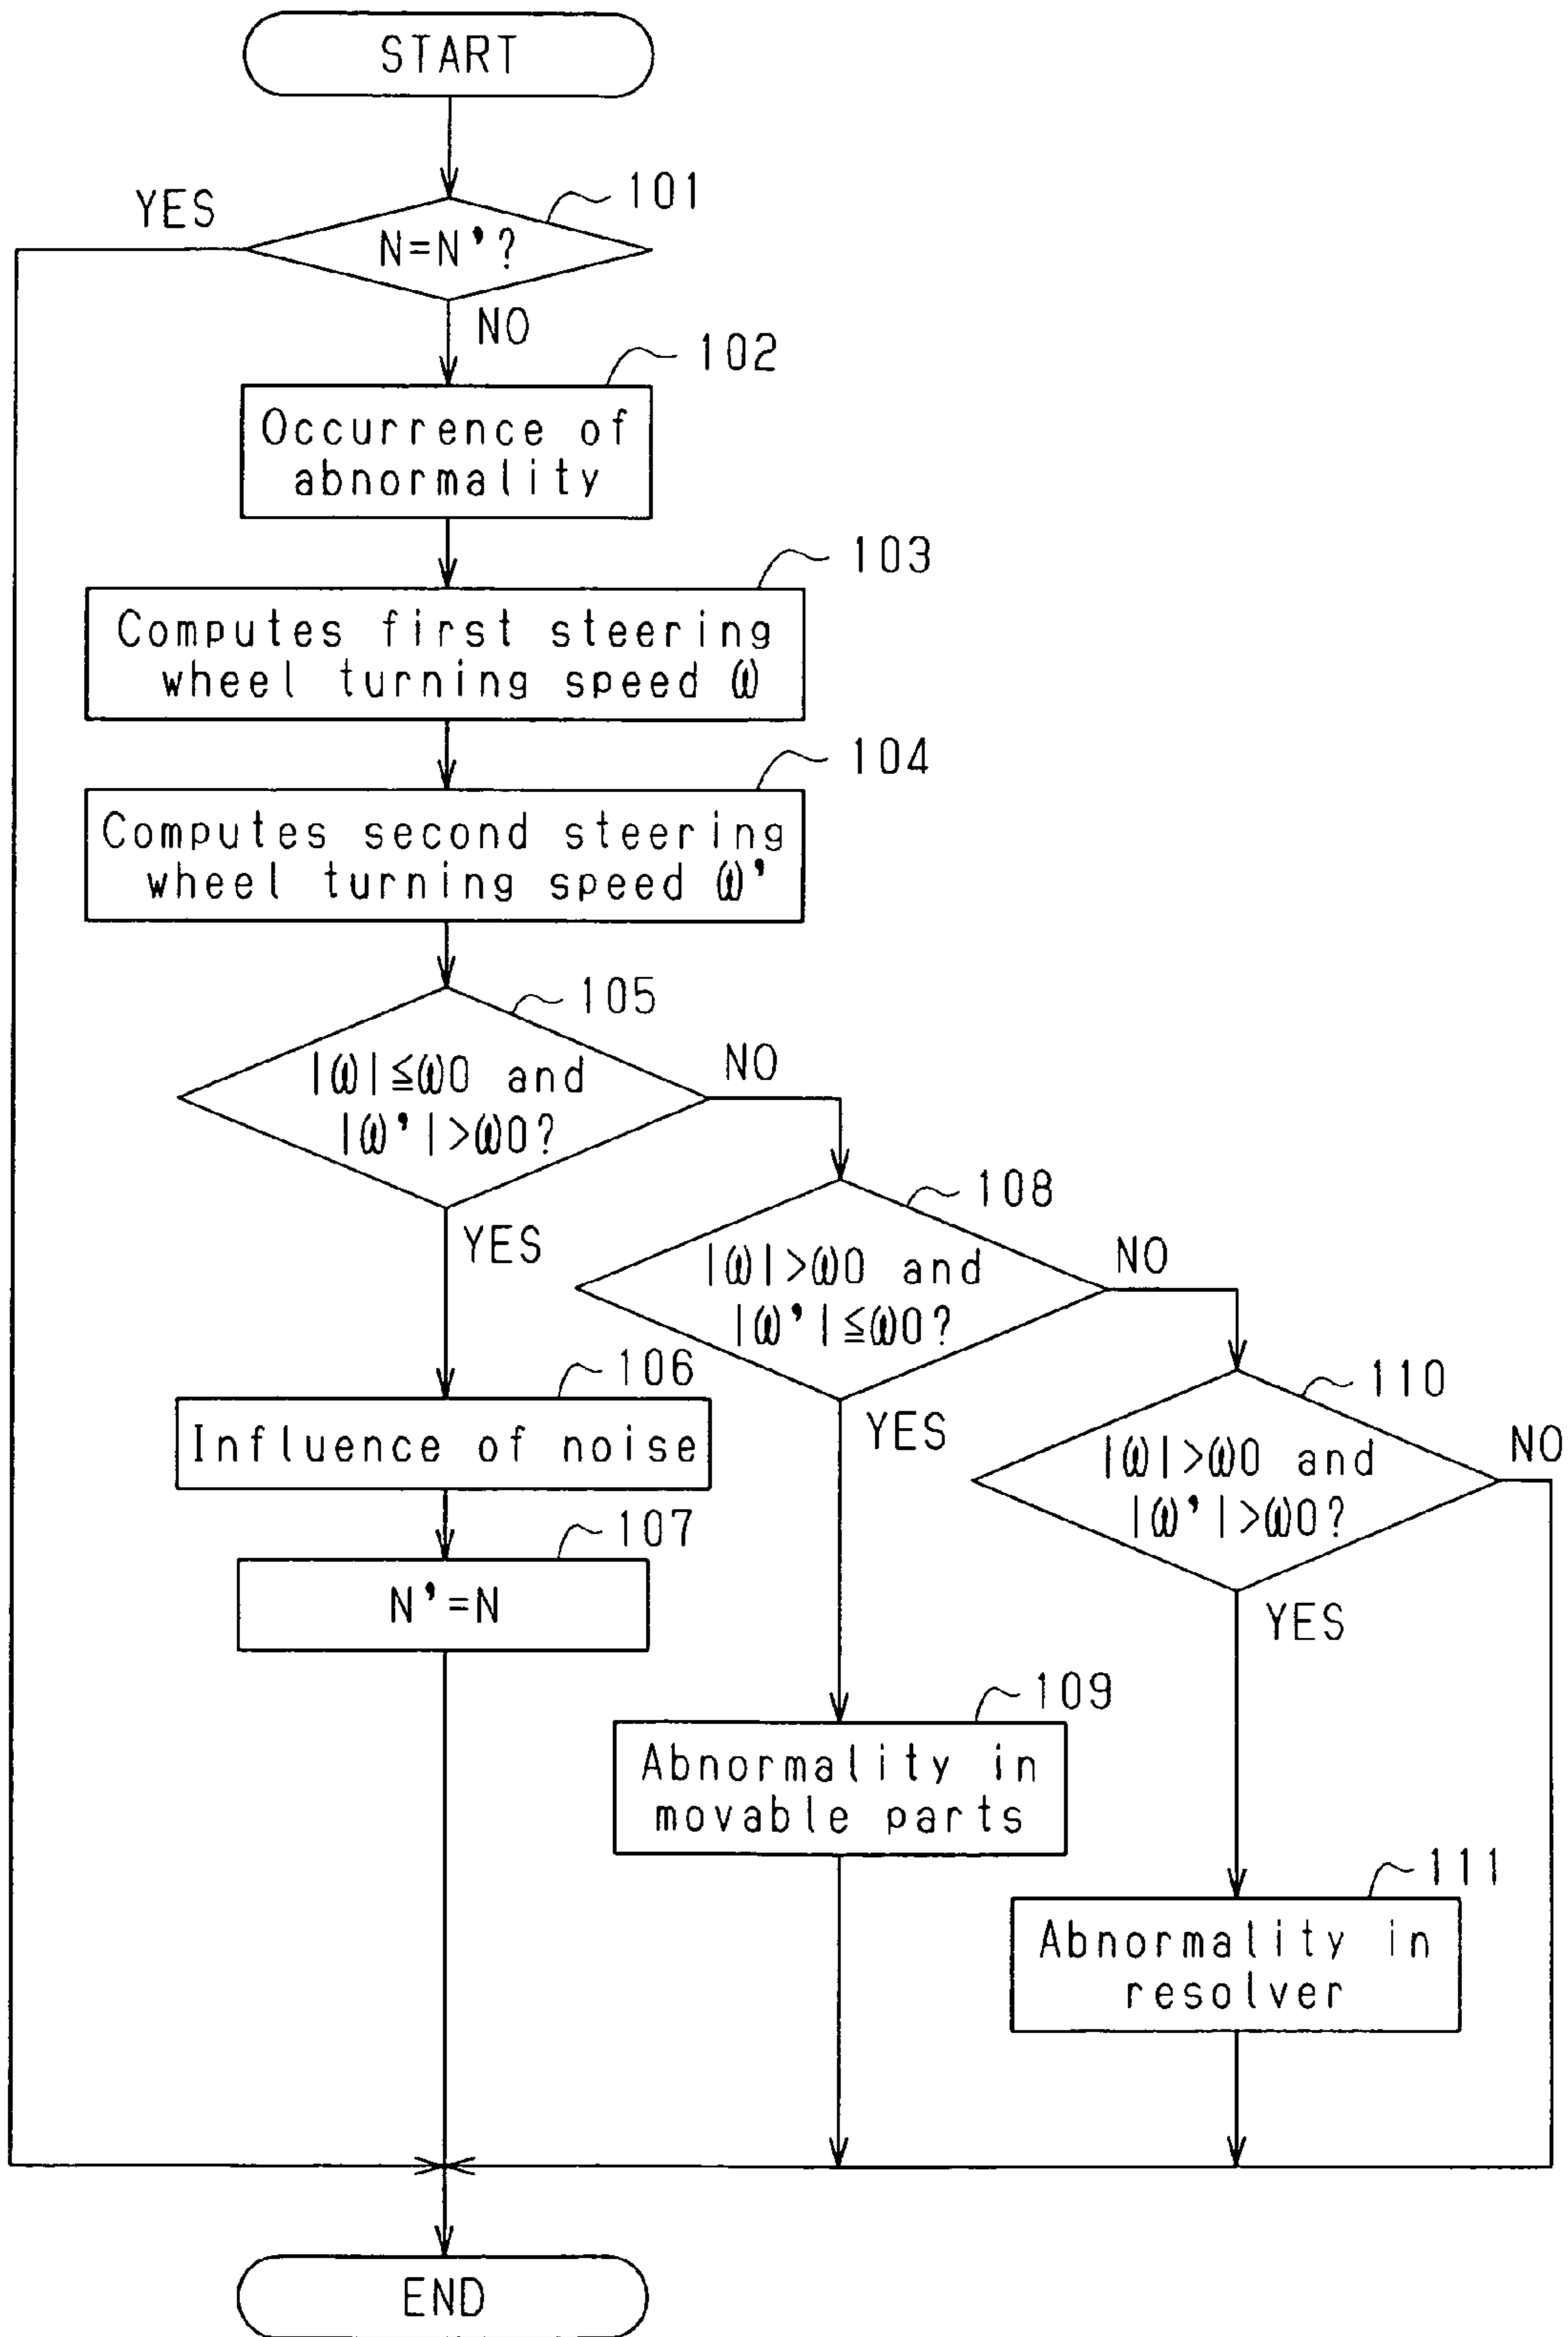 START
YES
101
N=N'?
NO
102
Occurrence of
abnormality
103
Computes first steering
wheel turning speed ω
104
Computes second steering
wheel turning speed ω'
105
|ω|≦ω0 and
|ω'|>ω0?
NO
YES
108
|ω|>ω0 and
|ω'|≦ω0?
NO
YES
106
Influence of noise
107
N'=N
110
|ω|>ω0 and
|ω'|>ω0?
NO
YES
109
Abnormality in
movable parts
111
Abnormality in
resolver
END